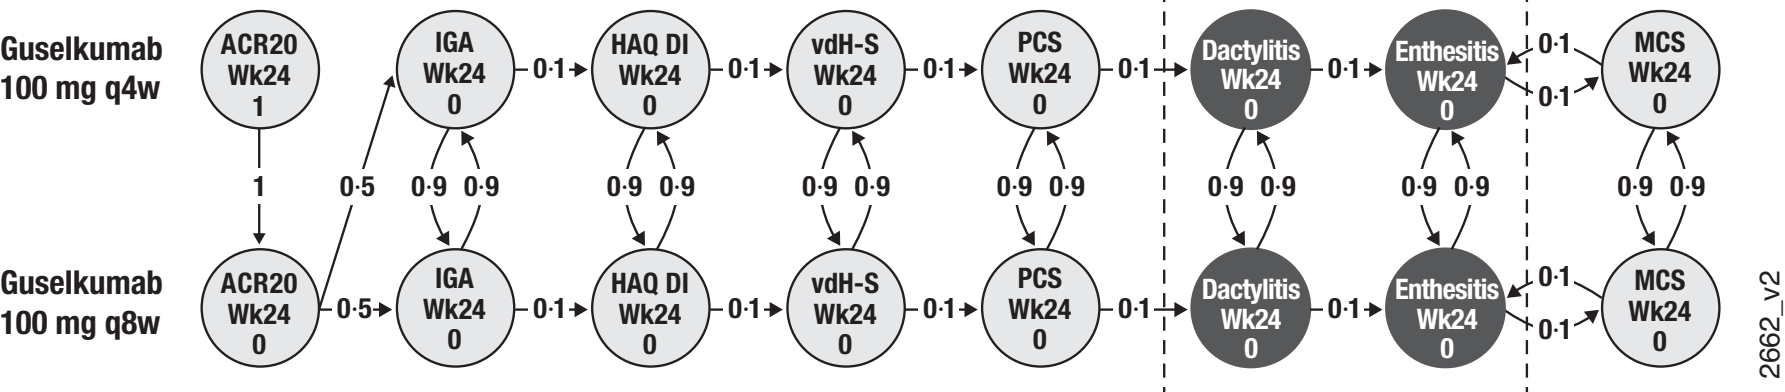 Guselkumab
100 mg q4w
ACR20
Wk24
1
IGA
Wk24
0
0·1
HAQ DI
Wk24
0
0·1
vdH-S
Wk24
0
0·1
PCS
Wk24
0
0·1
Dactylitis
Wk24
0
0·1
Enthesitis
Wk24
0
0·1
0·1
MCS
Wk24
0
1
0·5
0·9 0·9
0·9 0·9
0·9 0·9
0·9 0·9
0·9 0·9
0·9 0·9
0·9 0·9
Guselkumab
100 mg q8w
ACR20
Wk24
0
0·5
IGA
Wk24
0
0·1
HAQ DI
Wk24
0
0·1
vdH-S
Wk24
0
0·1
PCS
Wk24
0
0·1
Dactylitis
Wk24
0
0·1
Enthesitis
Wk24
0
0·1
0·1
MCS
Wk24
0
2662_v2